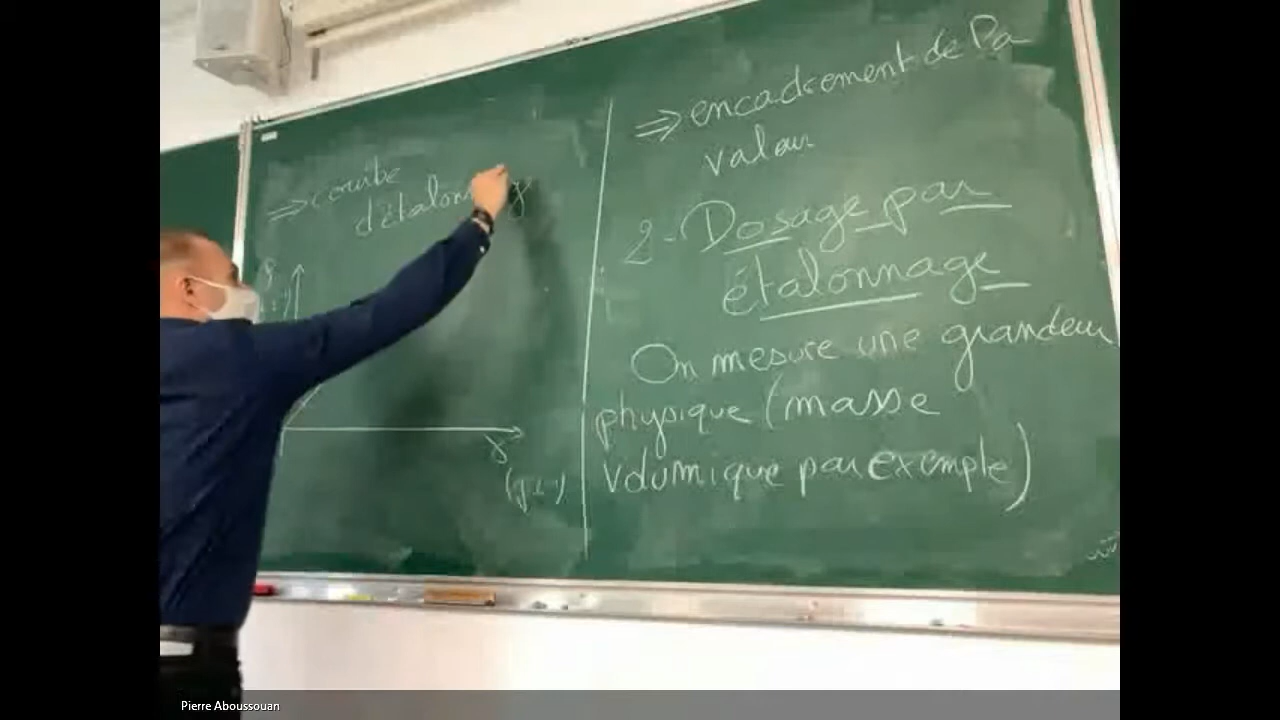 ⇒ courbe
d'étalonnag
ρ
γ
(g.L⁻¹)
⇒ encadrement de la
valeur
2- Dosage par
étalonnage
On mesure une grandeur
physique (masse
volumique par exemple)
Pierre Aboussouan